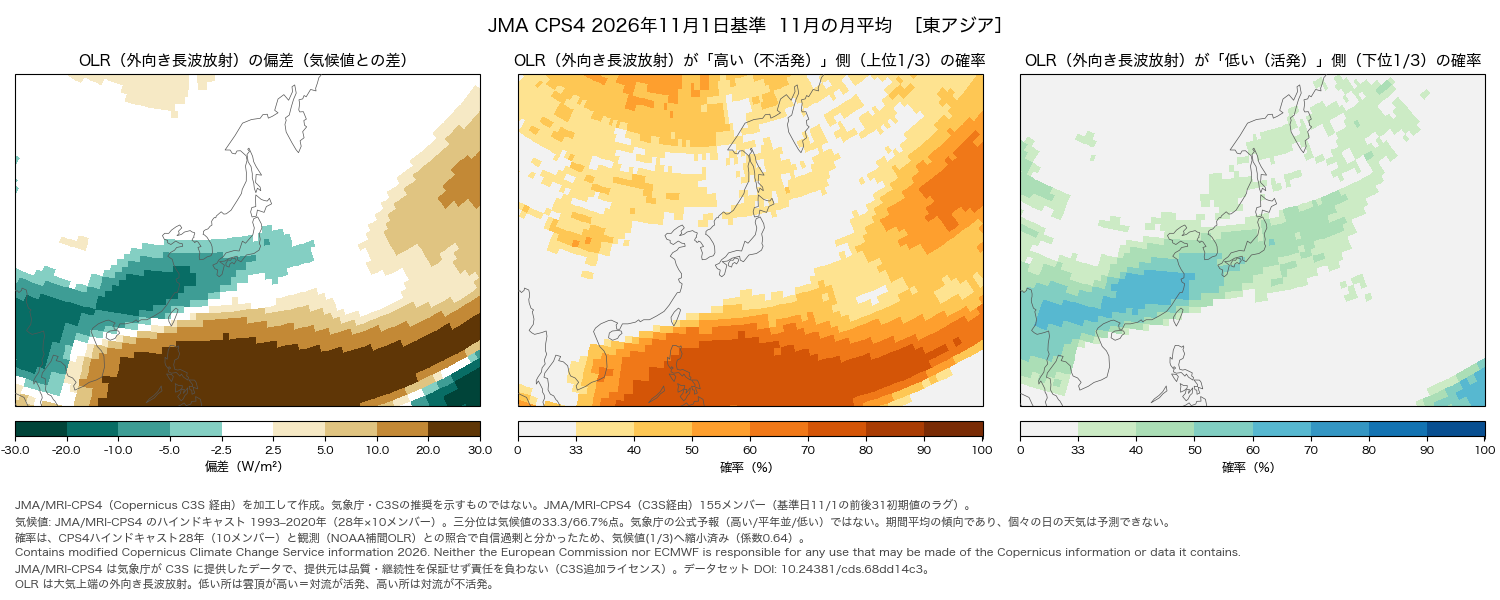 JMA CPS4 2026年11月1日基準 11月の月平均 ［東アジア］
OLR（外向き長波放射）の偏差（気候値との差）
OLR（外向き長波放射）が「高い（不活発）」側（上位1/3）の確率
OLR（外向き長波放射）が「低い（活発）」側（下位1/3）の確率
-30.0 -20.0 -10.0 -5.0 -2.5 2.5 5.0 10.0 20.0 30.0
0 33 40 50 60 70 80 90 100
0 33 40 50 60 70 80 90 100
偏差（W/m²）
確率（%）
確率（%）
JMA/MRI-CPS4（Copernicus C3S 経由）を加工して作成。気象庁・C3Sの推奨を示すものではない。JMA/MRI-CPS4（C3S経由）155メンバー（基準日11/1の前後31初期値のラグ）。
気候値: JMA/MRI-CPS4 のハインドキャスト 1993–2020年（28年×10メンバー）。三分位は気候値の33.3/66.7%点。気象庁の公式予報（高い/平年並/低い）ではない。期間平均の傾向であり、個々の日の天気は予測できない。
確率は、CPS4ハインドキャスト28年（10メンバー）と観測（NOAA補間OLR）との照合で自信過剰と分かったため、気候値(1/3)へ縮小済み（係数0.64）。
Contains modified Copernicus Climate Change Service information 2026. Neither the European Commission nor ECMWF is responsible for any use that may be made of the Copernicus information or data it contains.
JMA/MRI-CPS4 は気象庁が C3S に提供したデータで、提供元は品質・継続性を保証せず責任を負わない（C3S追加ライセンス）。データセット DOI: 10.24381/cds.68dd14c3。
OLR は大気上端の外向き長波放射。低い所は雲頂が高い＝対流が活発、高い所は対流が不活発。